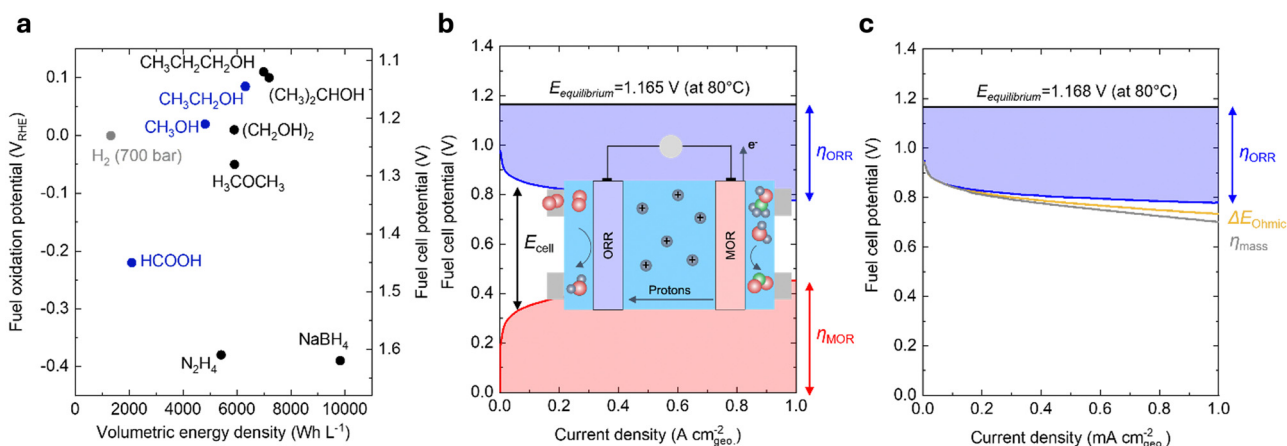 a
Fuel oxidation potential (V_RHE)
0.1
0.0
-0.1
-0.2
-0.3
-0.4
CH₃CH₂CH₂OH
CH₃CH₂OH
(CH₃)₂CHOH
CH₃OH
(CH₂OH)₂
H₂ (700 bar)
H₃COCH₃
HCOOH
N₂H₄
NaBH₄
1.1
1.2
1.3
1.4
1.5
1.6
Fuel cell potential (V)
0 2000 4000 6000 8000 10000
Volumetric energy density (Wh L⁻¹)
b
Fuel cell potential (V)
1.4
1.2
1.0
0.8
0.6
0.4
0.2
0.0
E_equilibrium=1.165 V (at 80°C)
η_ORR
e⁻
E_cell
ORR
MOR
+
+
+
+
+
+
Protons
η_MOR
0.0 0.2 0.4 0.6 0.8 1.0
Current density (A cm⁻²_geo.)
c
Fuel cell potential (V)
1.4
1.2
1.0
0.8
0.6
0.4
0.2
0.0
E_equilibrium=1.168 V (at 80°C)
η_ORR
ΔE_Ohmic
η_mass
0.0 0.2 0.4 0.6 0.8 1.0
Current density (mA cm⁻²_geo.)